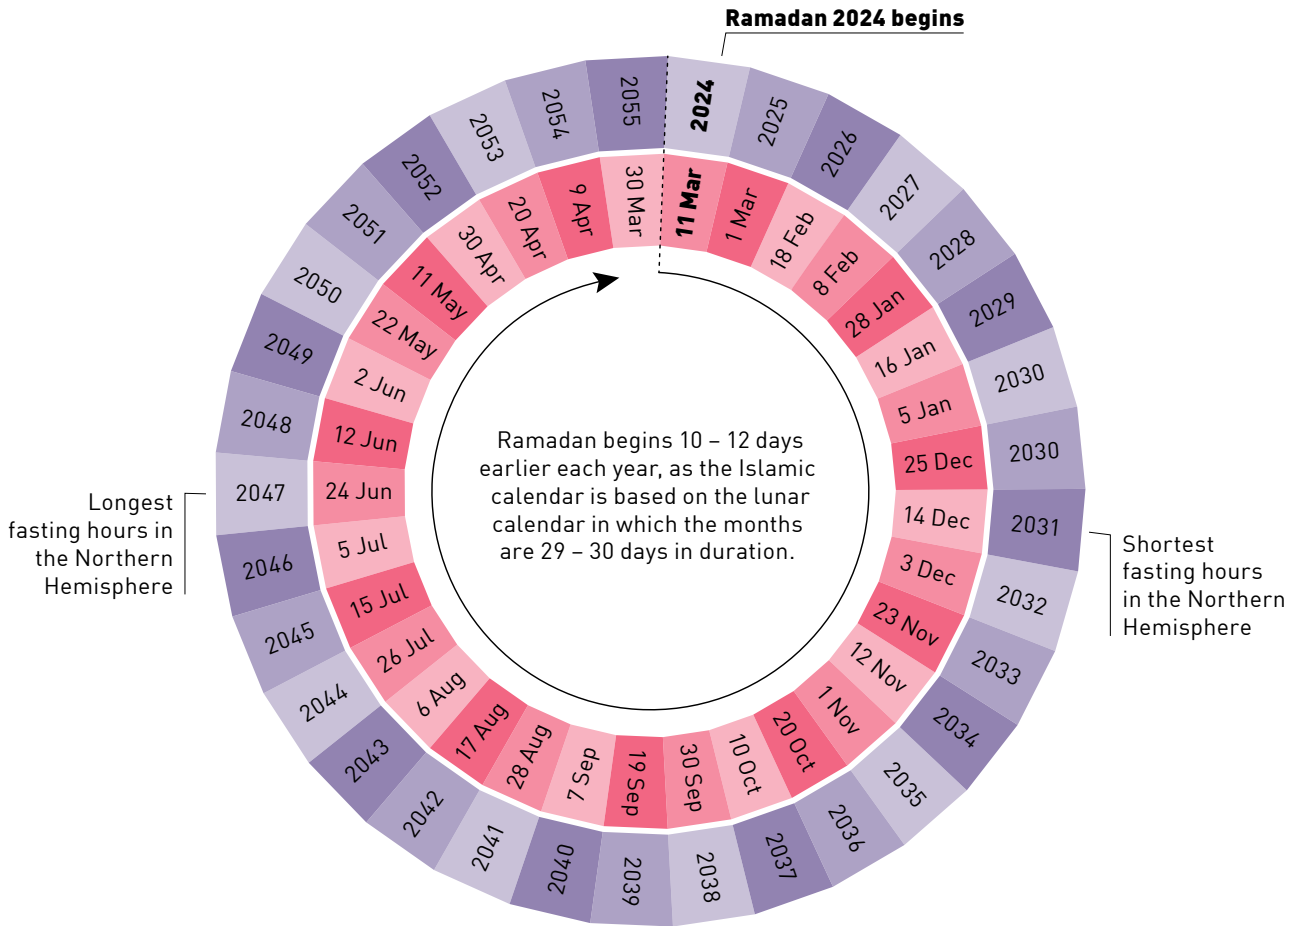 Ramadan 2024 begins
2024
2025
2026
2027
2028
2029
2030
2030
2031
2032
2033
2034
2035
2036
2037
2038
2039
2040
2041
2042
2043
2044
2045
2046
2047
2048
2049
2050
2051
2052
2053
2054
2055
11 Mar
1 Mar
18 Feb
8 Feb
28 Jan
16 Jan
5 Jan
25 Dec
14 Dec
3 Dec
23 Nov
12 Nov
1 Nov
20 Oct
10 Oct
30 Sep
19 Sep
7 Sep
28 Aug
17 Aug
6 Aug
26 Jul
15 Jul
5 Jul
24 Jun
12 Jun
2 Jun
22 May
11 May
30 Apr
20 Apr
9 Apr
30 Mar
Ramadan begins 10 – 12 days
earlier each year, as the Islamic
calendar is based on the lunar
calendar in which the months
are 29 – 30 days in duration.
Longest
fasting hours in
the Northern
Hemisphere
Shortest
fasting hours
in the Northern
Hemisphere